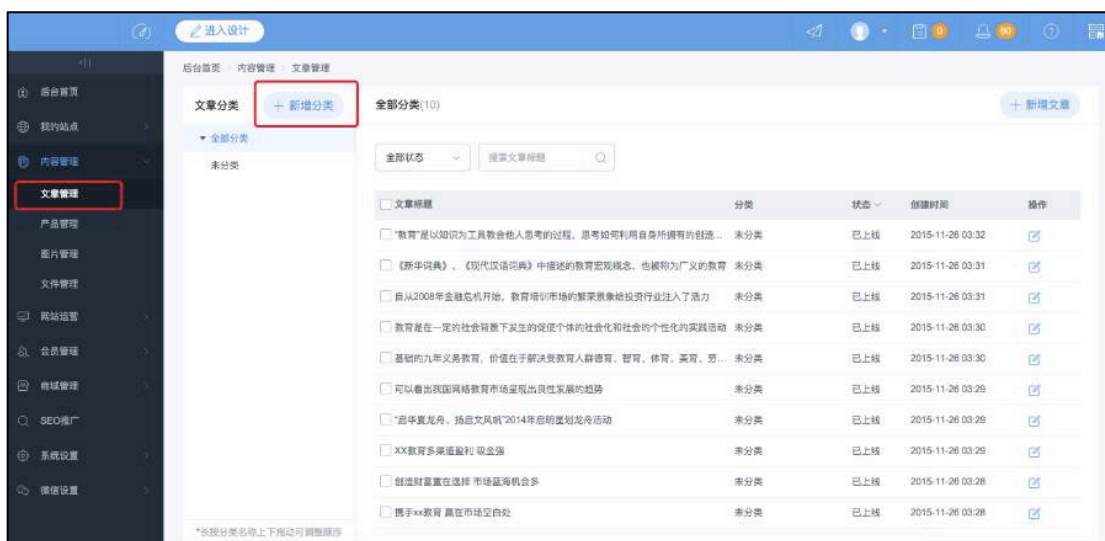 进入设计
0
后台首页 内容管理 文章管理
后台首页
我的站点
内容管理
文章管理
产品管理
图片管理
文件管理
网站运营
会员管理
商城管理
SEO推广
系统设置
微信设置
文章分类 + 新增分类
全部分类
未分类
*长按分类名称上下拖动可调整顺序
全部分类(10) + 新增文章
全部状态 搜索文章标题
文章标题 分类 状态 创建时间 操作
“教育”是以知识为工具教会他人思考的过程，思考如何利用自身所拥有的创造... 未分类 已上线 2015-11-26 03:32
《新华词典》、《现代汉语词典》中描述的教育宏观概念，也被称为广义的教育 未分类 已上线 2015-11-26 03:31
自从2008年金融危机开始，教育培训市场的繁荣景象给投资行业注入了活力 未分类 已上线 2015-11-26 03:31
教育是在一定的社会背景下发生的促使个体的社会化和社会的个性化的实践活动 未分类 已上线 2015-11-26 03:30
基础的九年义务教育，价值在于解决受教育人群德育、智育、体育、美育、劳... 未分类 已上线 2015-11-26 03:30
可以看出我国网络教育市场呈现出良性发展的趋势 未分类 已上线 2015-11-26 03:29
“启华夏龙舟，扬启文风帆”2014年启明星划龙舟活动 未分类 已上线 2015-11-26 03:29
XX教育多渠道盈利 吸金强 未分类 已上线 2015-11-26 03:29
创造财富重在选择 市场蓝海机会多 未分类 已上线 2015-11-26 03:28
携手xx教育 赢在市场空白处 未分类 已上线 2015-11-26 03:28